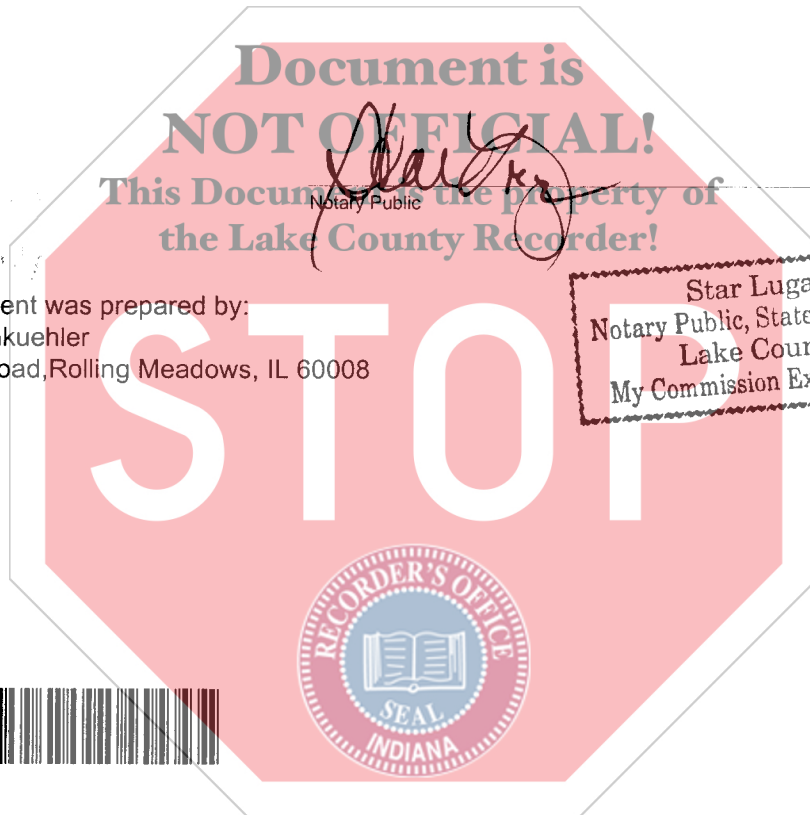 Document is
NOT OFFICIAL!
This Document is the property of
the Lake County Recorder!
Notary Public
ent was prepared by:
kuehler
oad,Rolling Meadows, IL 60008
Star Luga
Notary Public, State
Lake Coun
My Commission Ex
STOP
RECORDER'S OFFICE
SEAL
INDIANA